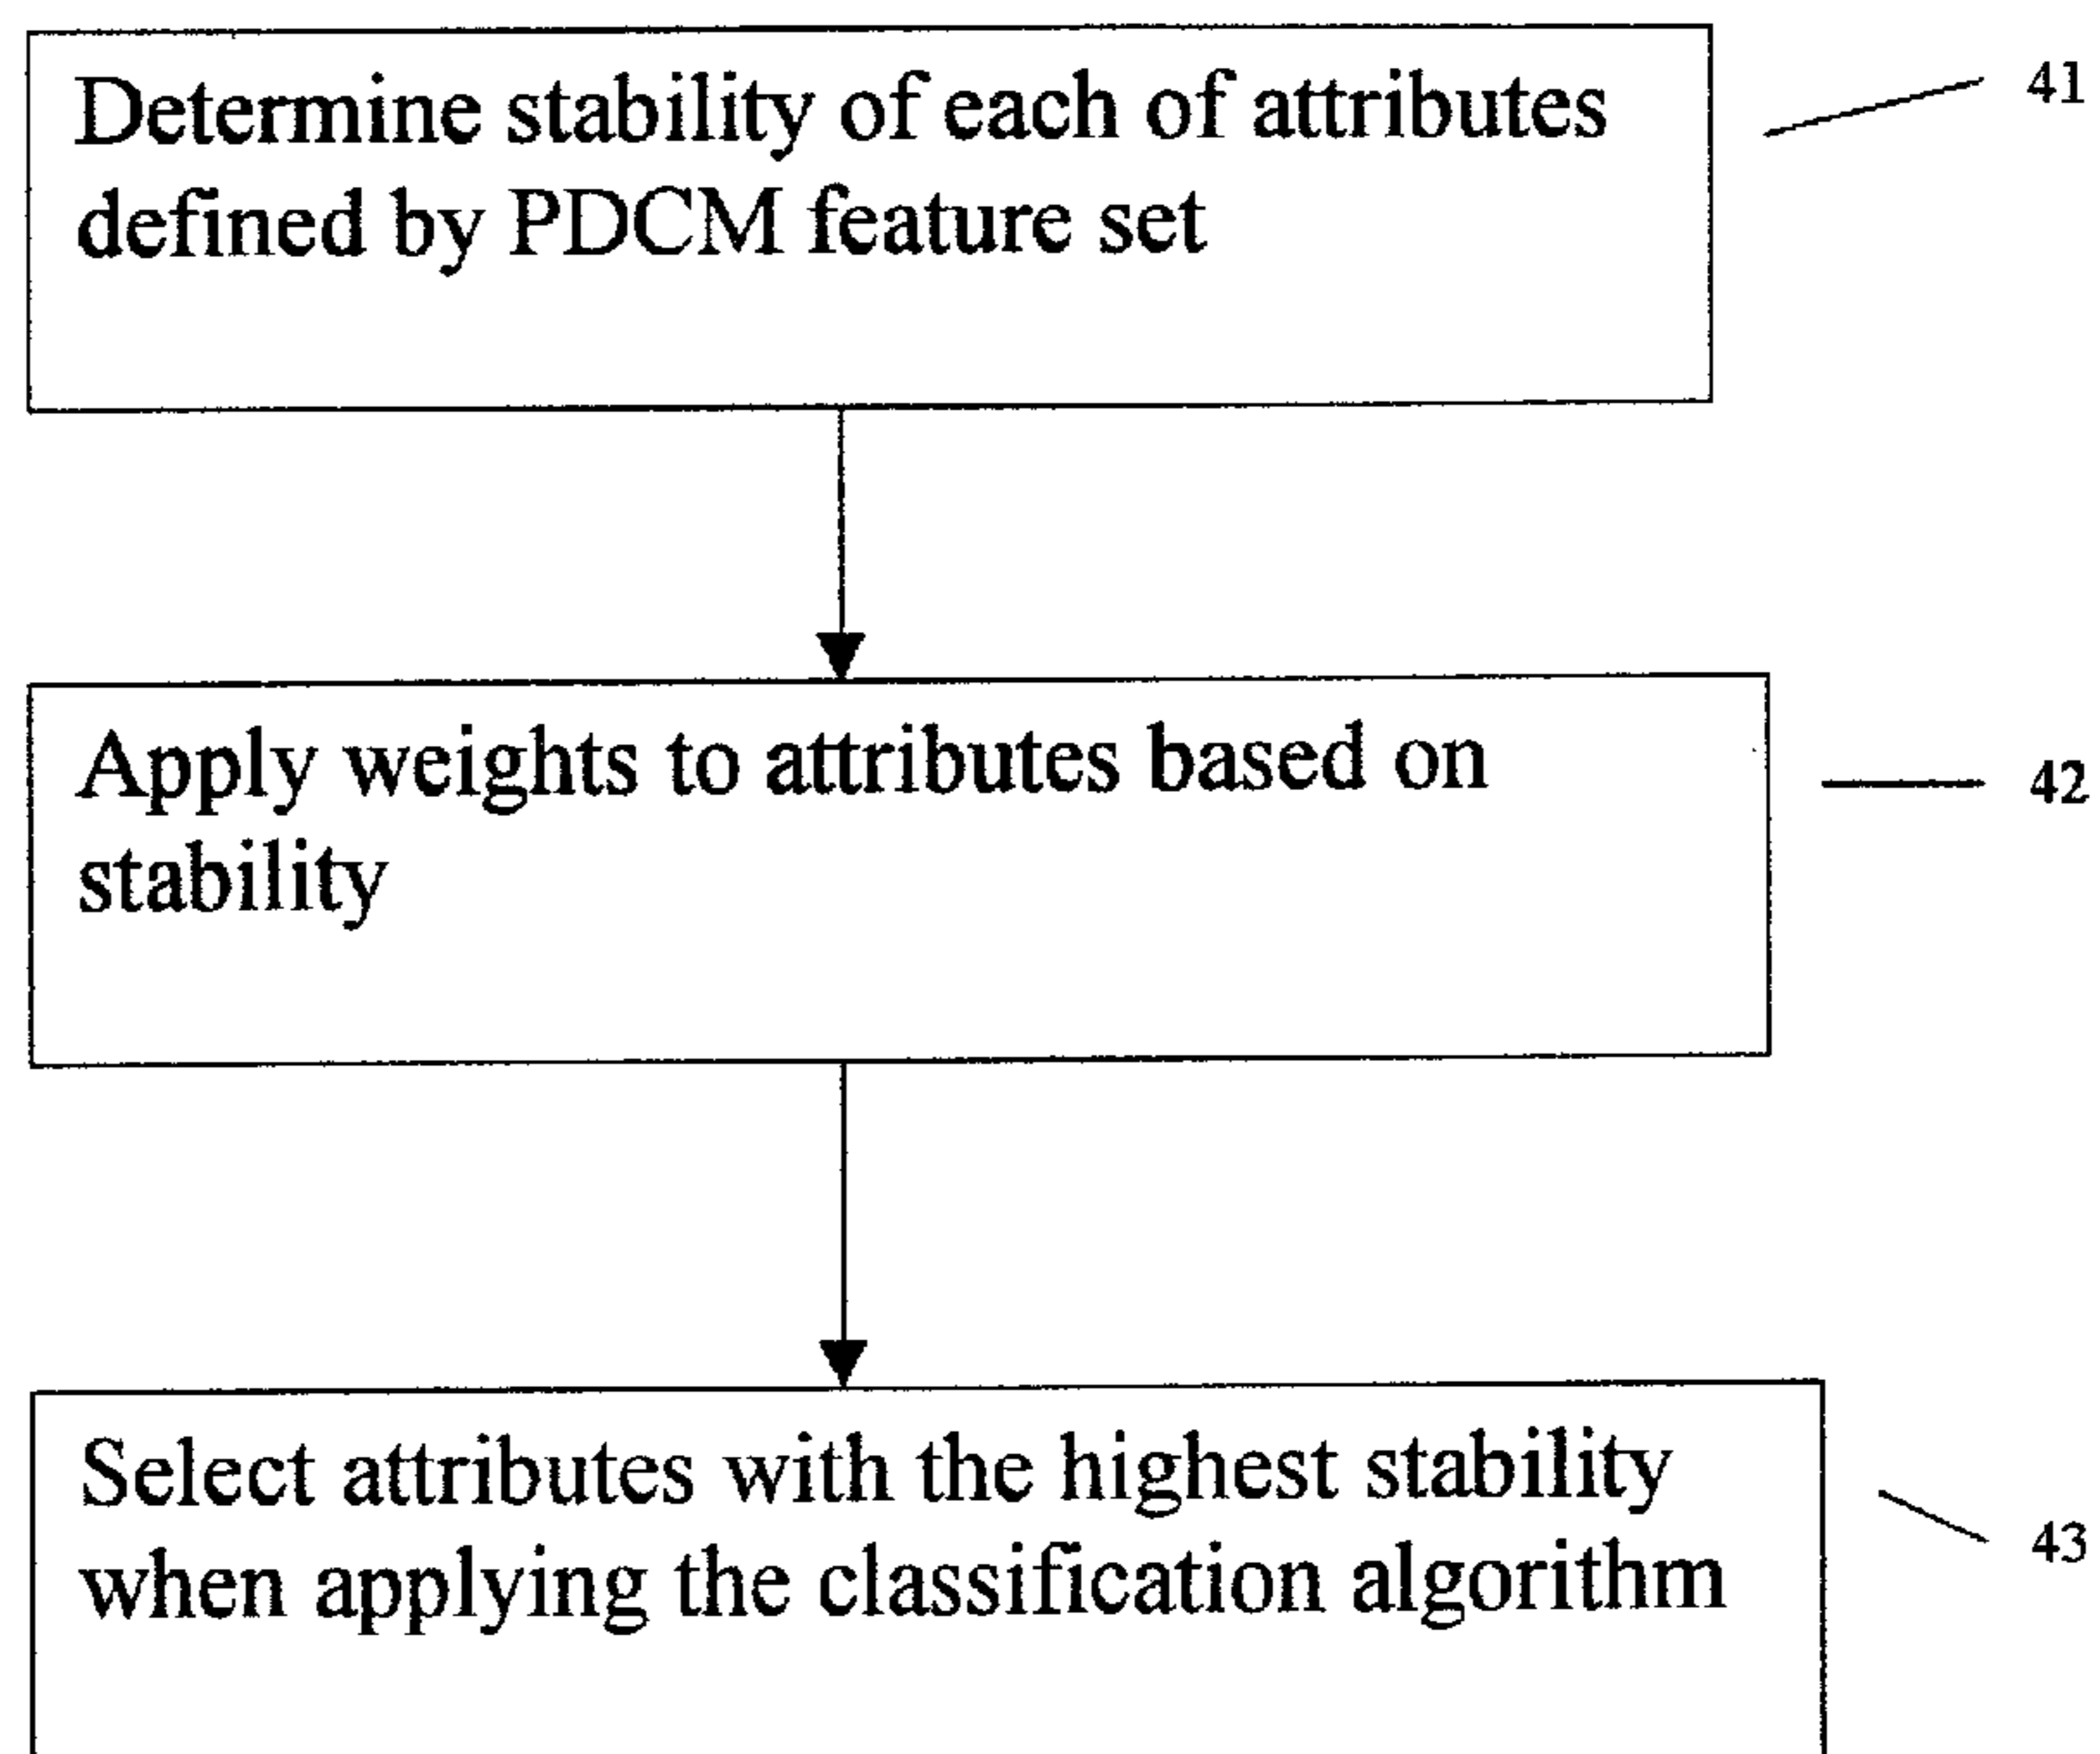 Determine stability of each of attributes
defined by PDCM feature set
41
Apply weights to attributes based on
stability
42
Select attributes with the highest stability
when applying the classification algorithm
43